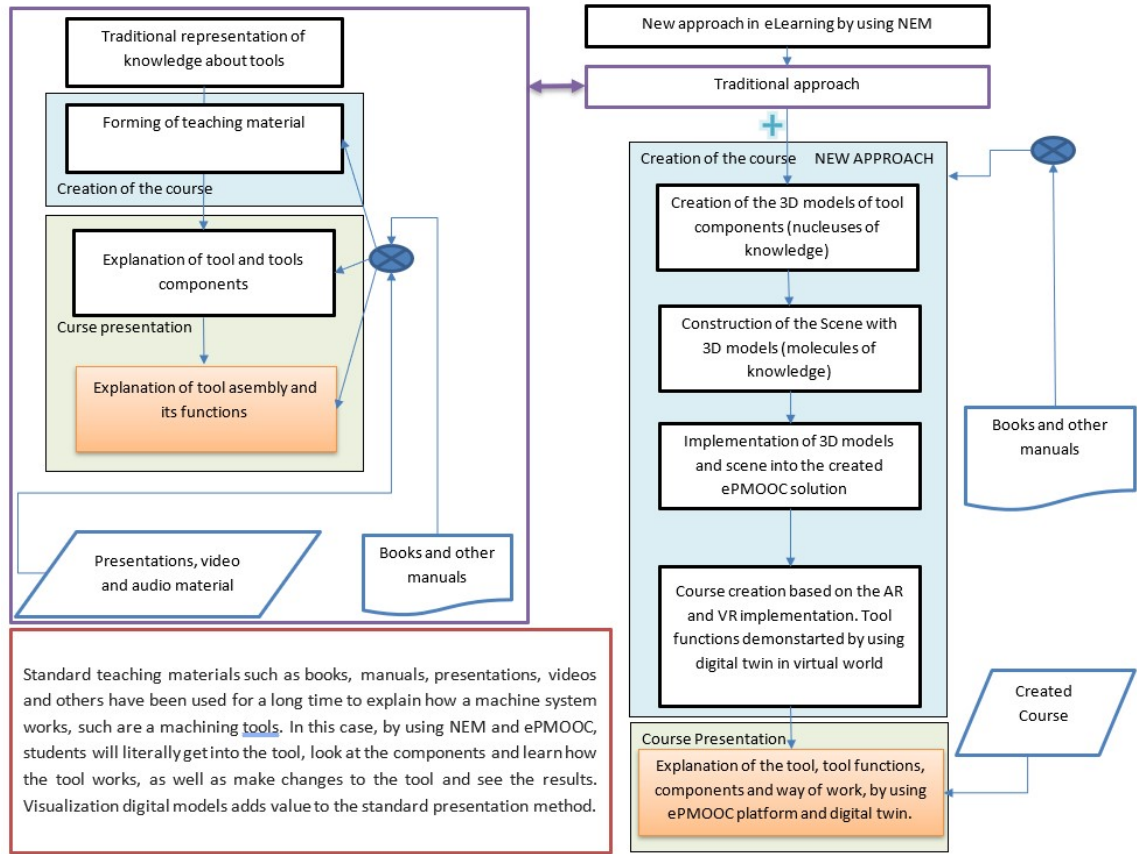 Traditional representation of
knowledge about tools
Forming of teaching material
Creation of the course
Explanation of tool and tools
components
Curse presentation
Explanation of tool asembly and
its functions
Presentations, video
and audio material
Books and other
manuals
Standard teaching materials such as books, manuals, presentations, videos
and others have been used for a long time to explain how a machine system
works, such are a machining tools. In this case, by using NEM and ePMOOC,
students will literally get into the tool, look at the components and learn how
the tool works, as well as make changes to the tool and see the results.
Visualization digital models adds value to the standard presentation method.
New approach in eLearning by using NEM
Traditional approach
Creation of the course NEW APPROACH
Creation of the 3D models of tool
components (nucleuses of
knowledge)
Construction of the Scene with
3D models (molecules of
knowledge)
Implementation of 3D models
and scene into the created
ePMOOC solution
Course creation based on the AR
and VR implementation. Tool
functions demonstarted by using
digital twin in virtual world
Books and other
manuals
Course Presentation
Explanation of the tool, tool functions,
components and way of work, by using
ePMOOC platform and digital twin.
Created
Course